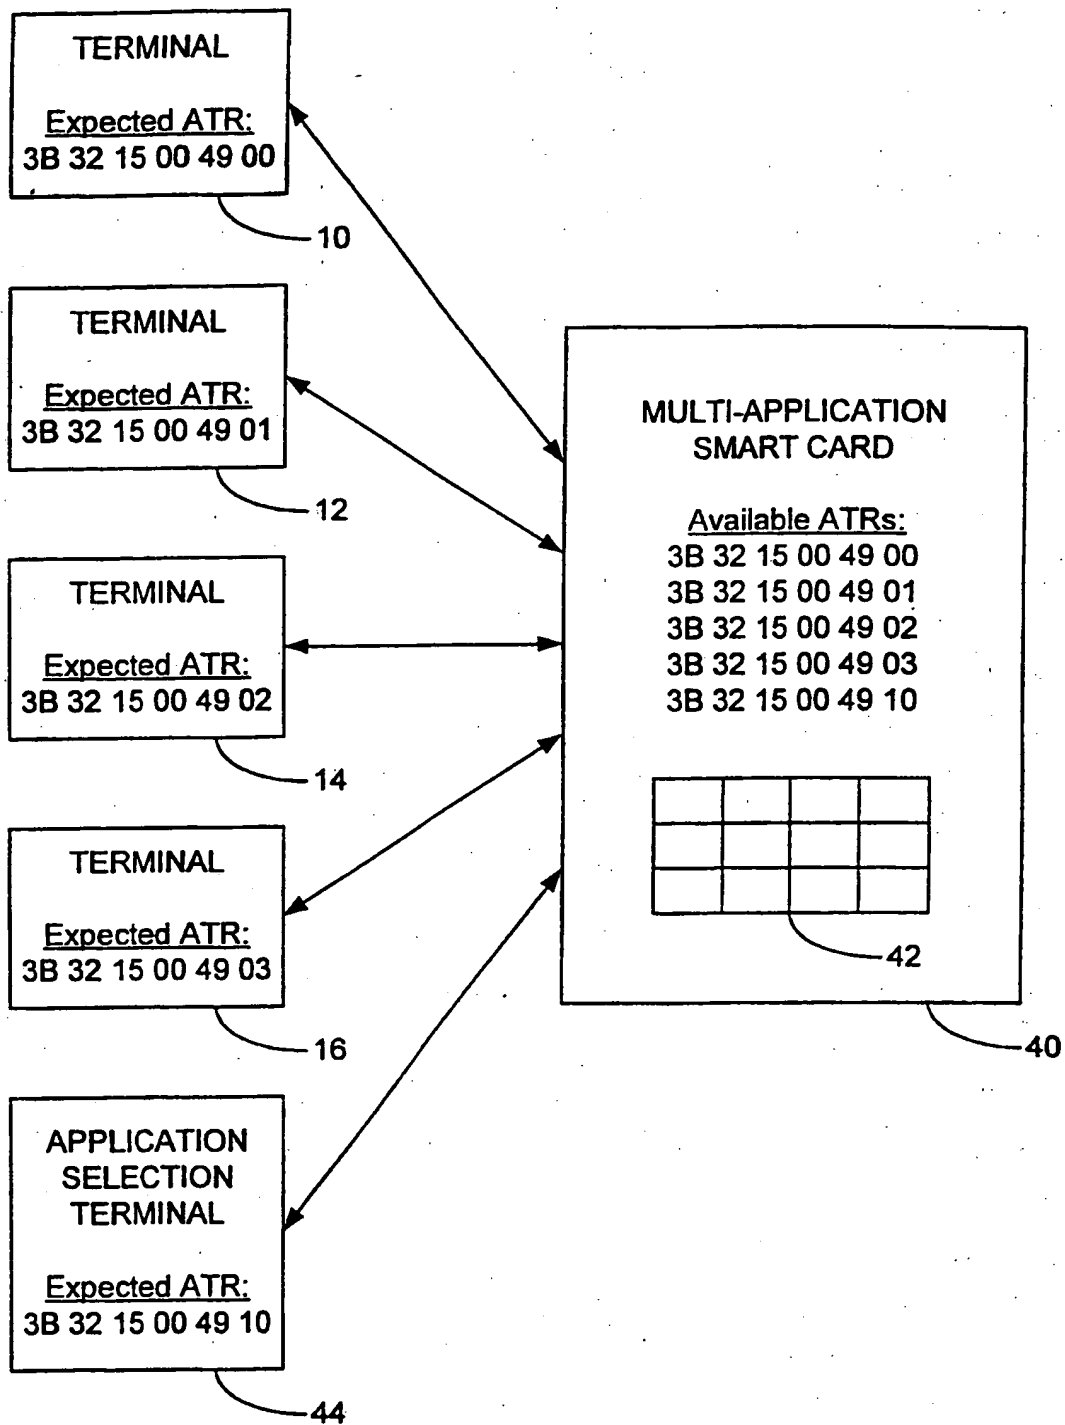 TERMINAL
Expected ATR:
3B 32 15 00 49 00
10
TERMINAL
Expected ATR:
3B 32 15 00 49 01
12
TERMINAL
Expected ATR:
3B 32 15 00 49 02
14
TERMINAL
Expected ATR:
3B 32 15 00 49 03
16
APPLICATION
SELECTION
TERMINAL
Expected ATR:
3B 32 15 00 49 10
44
MULTI-APPLICATION
SMART CARD
Available ATRs:
3B 32 15 00 49 00
3B 32 15 00 49 01
3B 32 15 00 49 02
3B 32 15 00 49 03
3B 32 15 00 49 10
42
40